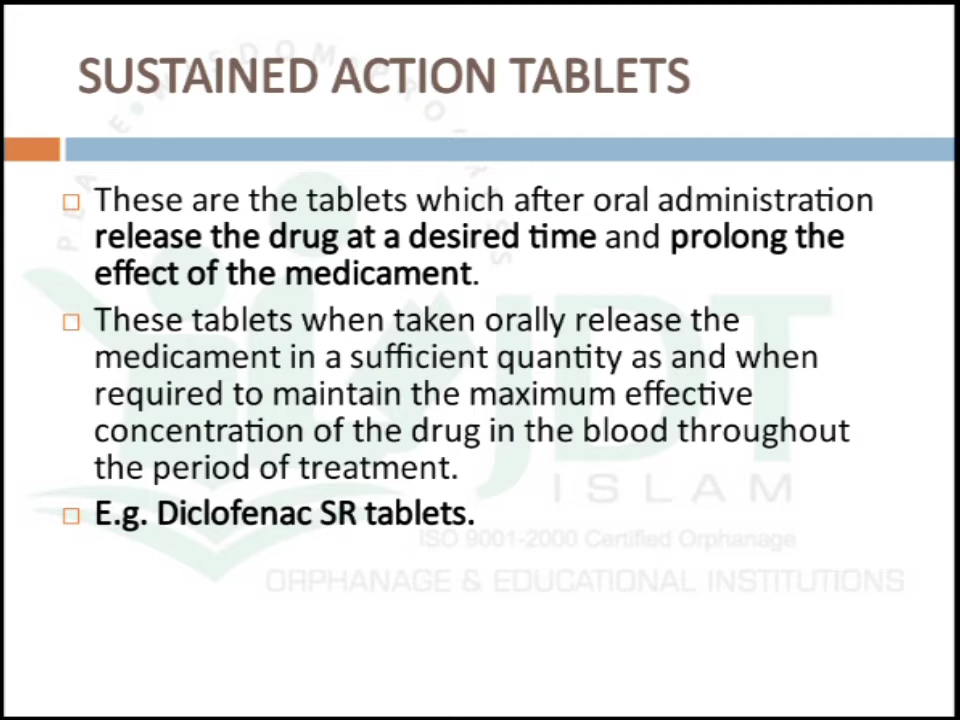 SUSTAINED ACTION TABLETS
These are the tablets which after oral administration
release the drug at a desired time and prolong the
effect of the medicament.
These tablets when taken orally release the
medicament in a sufficient quantity as and when
required to maintain the maximum effective
concentration of the drug in the blood throughout
the period of treatment.
E.g. Diclofenac SR tablets.
JDT
ISLAM
ISO 9001-2000 Certified Orphanage
ORPHANAGE & EDUCATIONAL INSTITUTIONS